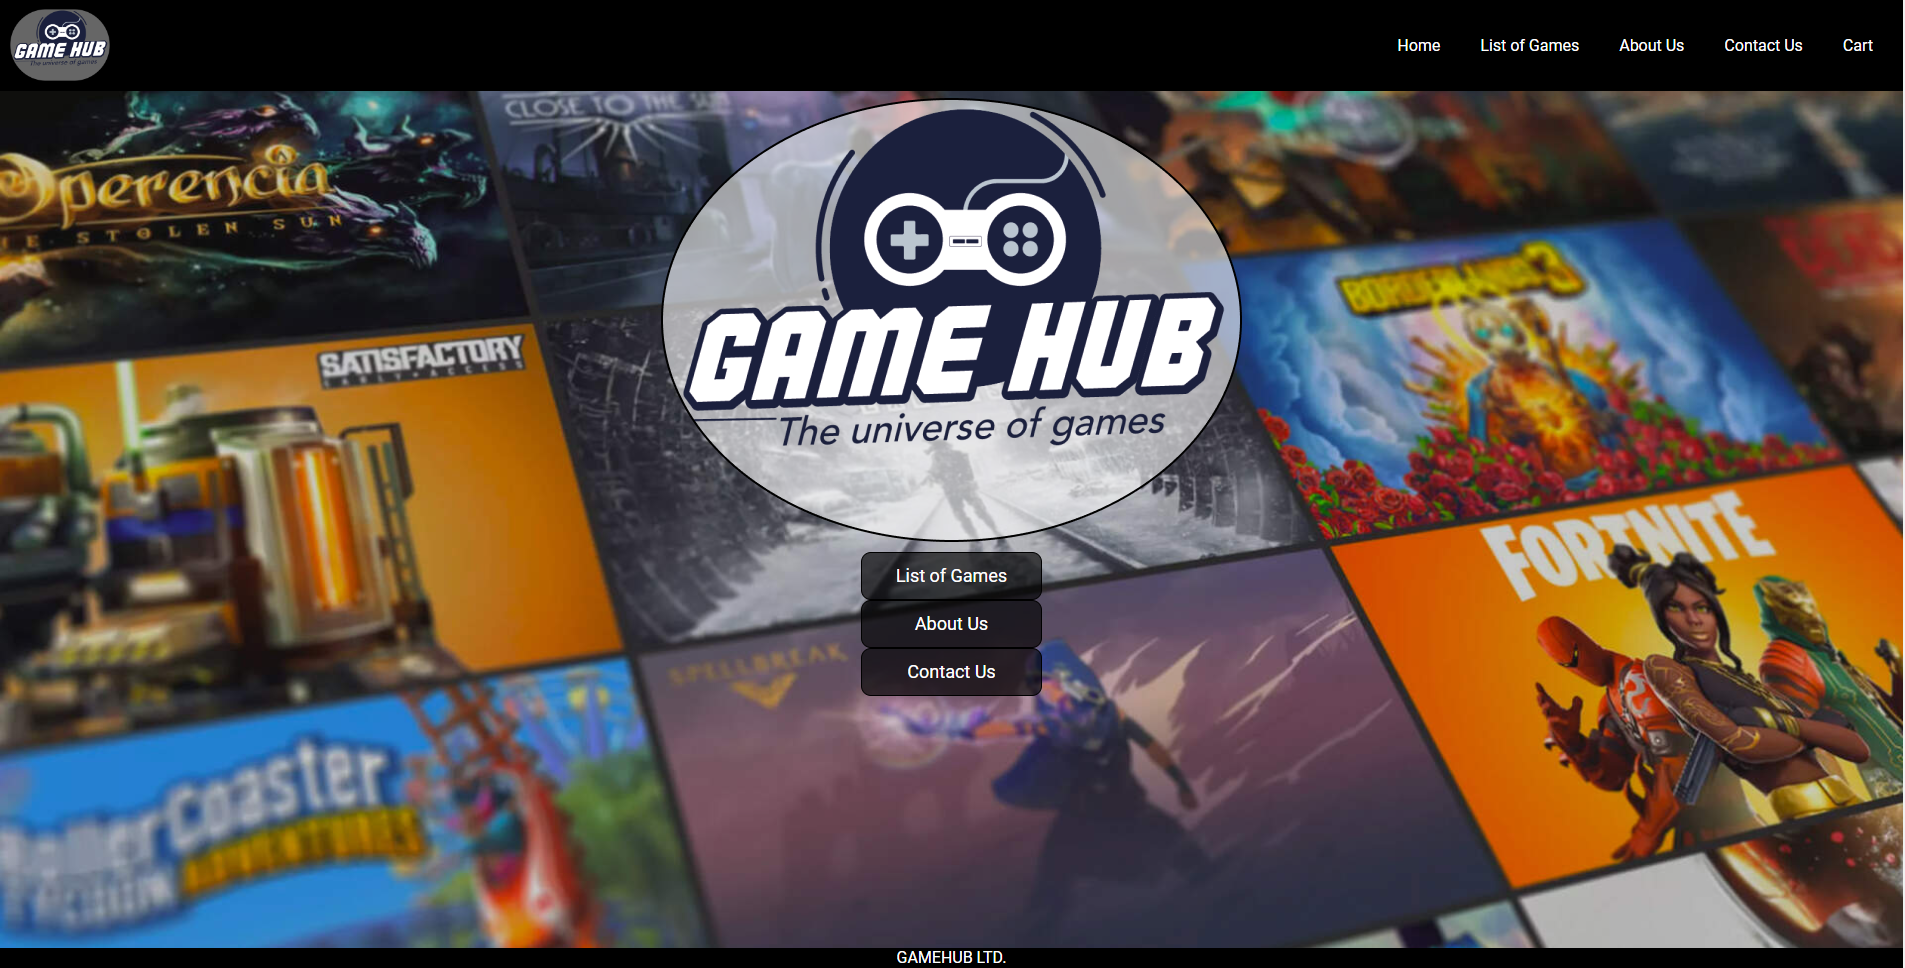 GAME HUB
The universe of games
Home
List of Games
About Us
Contact Us
Cart
Operencia
THE STOLEN SUN
CLOSE TO THE SUN
GAME HUB
The universe of games
BORDERLANDS 3
SATISFACTORY
EARLY ACCESS
FORTNITE
List of Games
About Us
Contact Us
SPELLBREAK
RollerCoaster
TYCOON
ADVENTURES
GAMEHUB LTD.